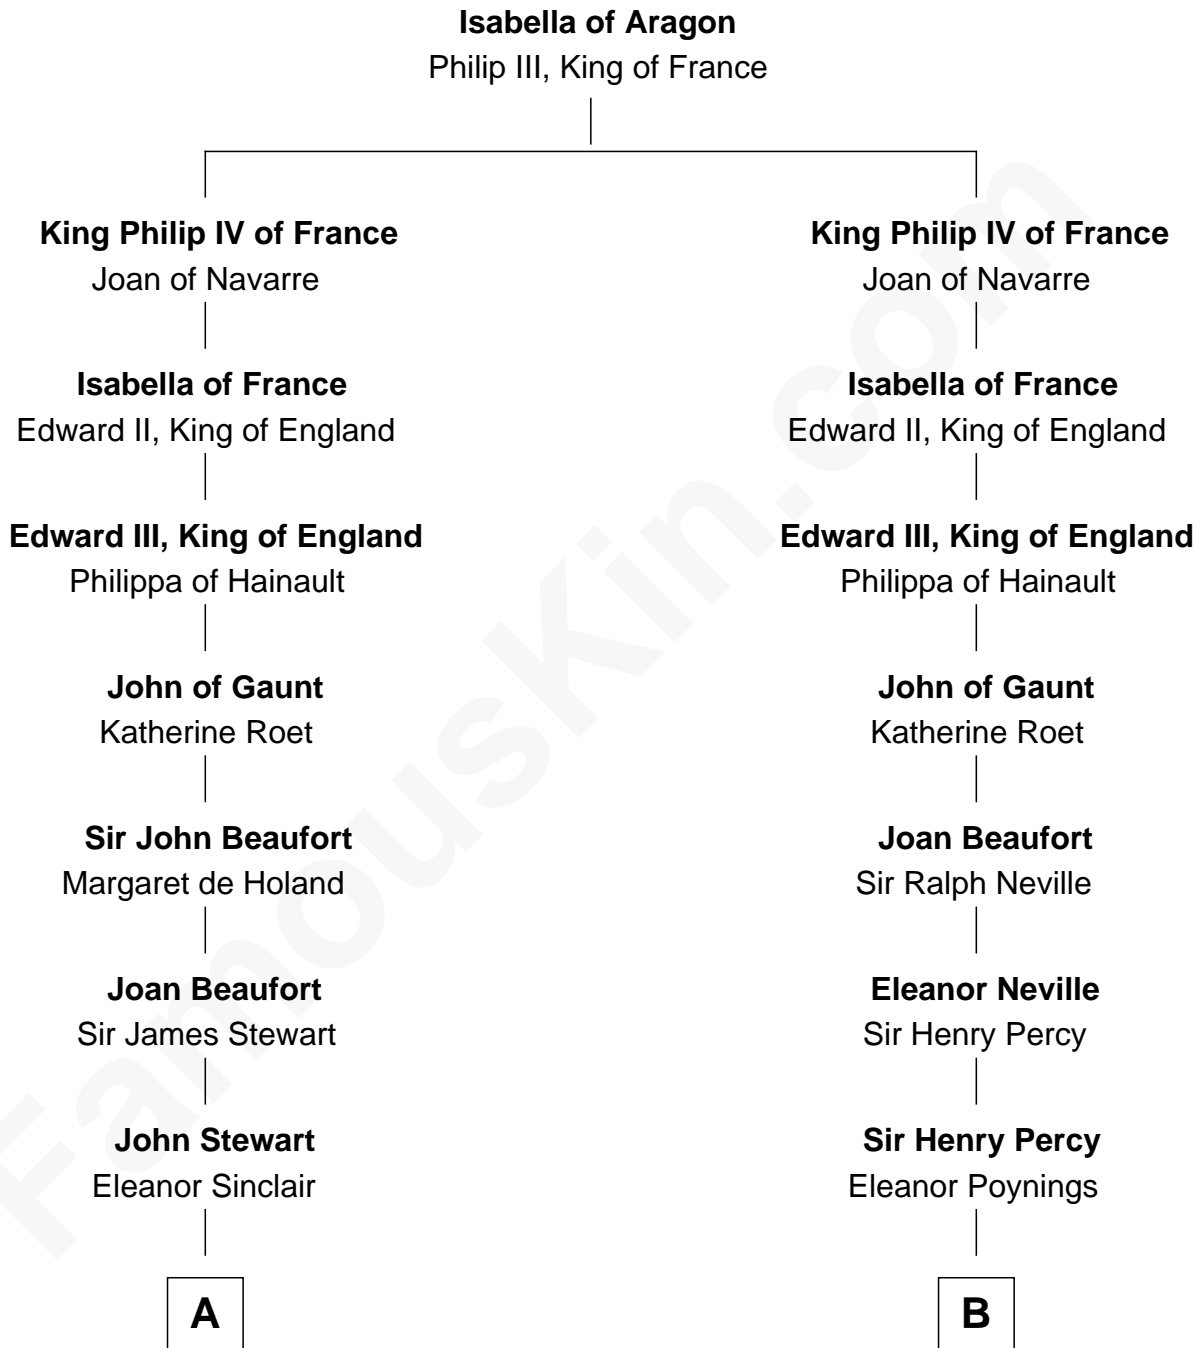 Isabella of Aragon
Philip III, King of France
King Philip IV of France
Joan of Navarre
Isabella of France
Edward II, King of England
Edward III, King of England
Philippa of Hainault
John of Gaunt
Katherine Roet
Sir John Beaufort
Margaret de Holand
Joan Beaufort
Sir James Stewart
John Stewart
Eleanor Sinclair
A
King Philip IV of France
Joan of Navarre
Isabella of France
Edward II, King of England
Edward III, King of England
Philippa of Hainault
John of Gaunt
Katherine Roet
Joan Beaufort
Sir Ralph Neville
Eleanor Neville
Sir Henry Percy
Sir Henry Percy
Eleanor Poynings
B
FamousKin.com